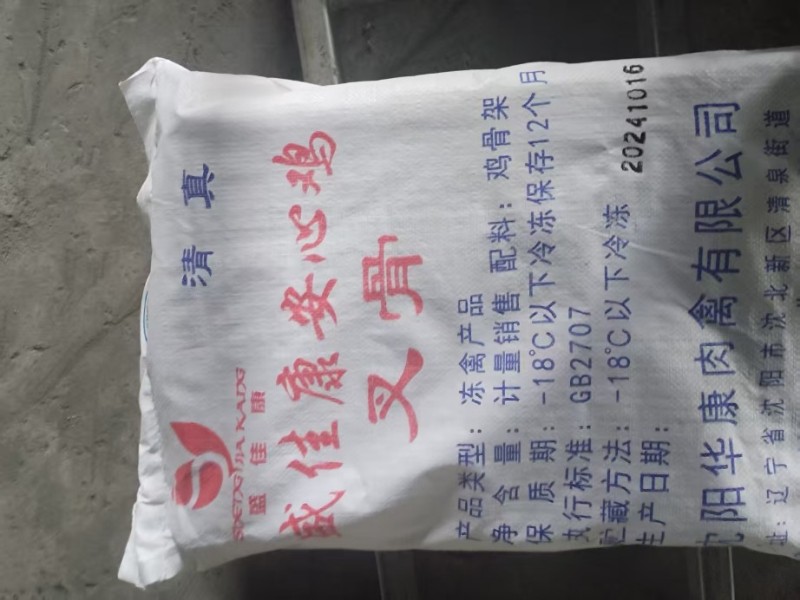 清真
盛佳康
盛佳康安心鸡
叉骨
产品类型：冻禽产品
净含量：计量销售 配料：鸡骨架
保质期：-18℃以下冷冻保存12个月
执行标准：GB2707
贮藏方法：-18℃以下冷冻
生产日期：
20241016
沈阳华康肉禽有限公司
址：辽宁省沈阳市沈北新区清泉街道